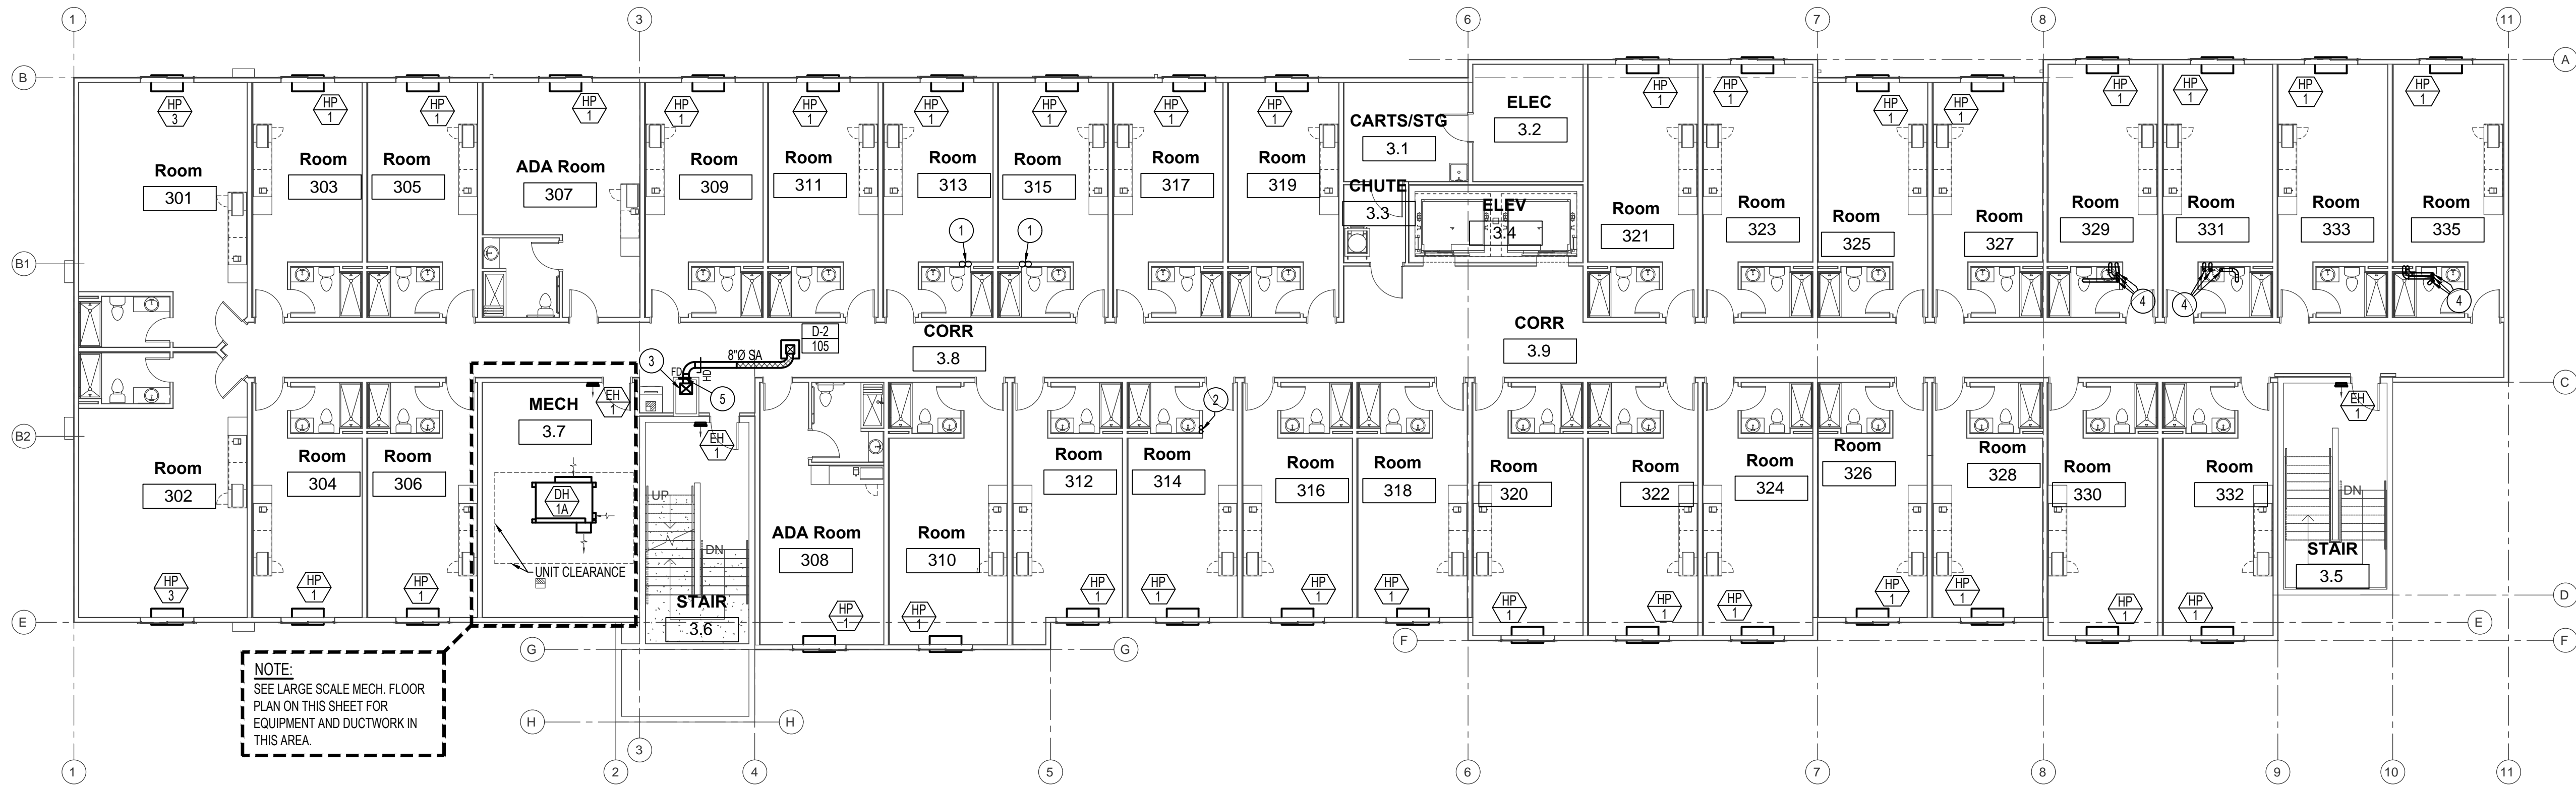 1
3
6
7
8
11
B
A
HP
3
HP
1
HP
1
HP
1
HP
1
HP
1
HP
1
HP
1
HP
1
HP
1
HP
1
HP
1
HP
1
HP
1
HP
1
HP
1
HP
1
HP
1
ELEC
3.2
CARTS/STG
3.1
Room
301
Room
303
Room
305
ADA Room
307
Room
309
Room
311
Room
313
Room
315
Room
317
Room
319
CHUTE
3.3
ELEV
3.4
Room
321
Room
323
Room
325
Room
327
Room
329
Room
331
Room
333
Room
335
B1
1
1
4
4
4
D-2
105
8"Ø SA
3
FD
HD
5
CORR
3.8
CORR
3.9
C
MECH
3.7
EH
1
EH
1
2
EH
1
B2
Room
302
Room
304
Room
306
DH
1A
UNIT CLEARANCE
UP
DN
STAIR
3.6
ADA Room
308
Room
310
Room
312
Room
314
Room
316
Room
318
Room
320
Room
322
Room
324
Room
326
Room
328
Room
330
Room
332
DN
STAIR
3.5
HP
3
HP
1
HP
1
HP
1
HP
1
HP
1
HP
1
HP
1
HP
1
HP
1
HP
1
HP
1
HP
1
HP
1
HP
1
HP
1
D
E
E
F
F
G
G
H
H
NOTE:
SEE LARGE SCALE MECH. FLOOR
PLAN ON THIS SHEET FOR
EQUIPMENT AND DUCTWORK IN
THIS AREA.
3
1
2
4
5
6
7
8
9
10
11